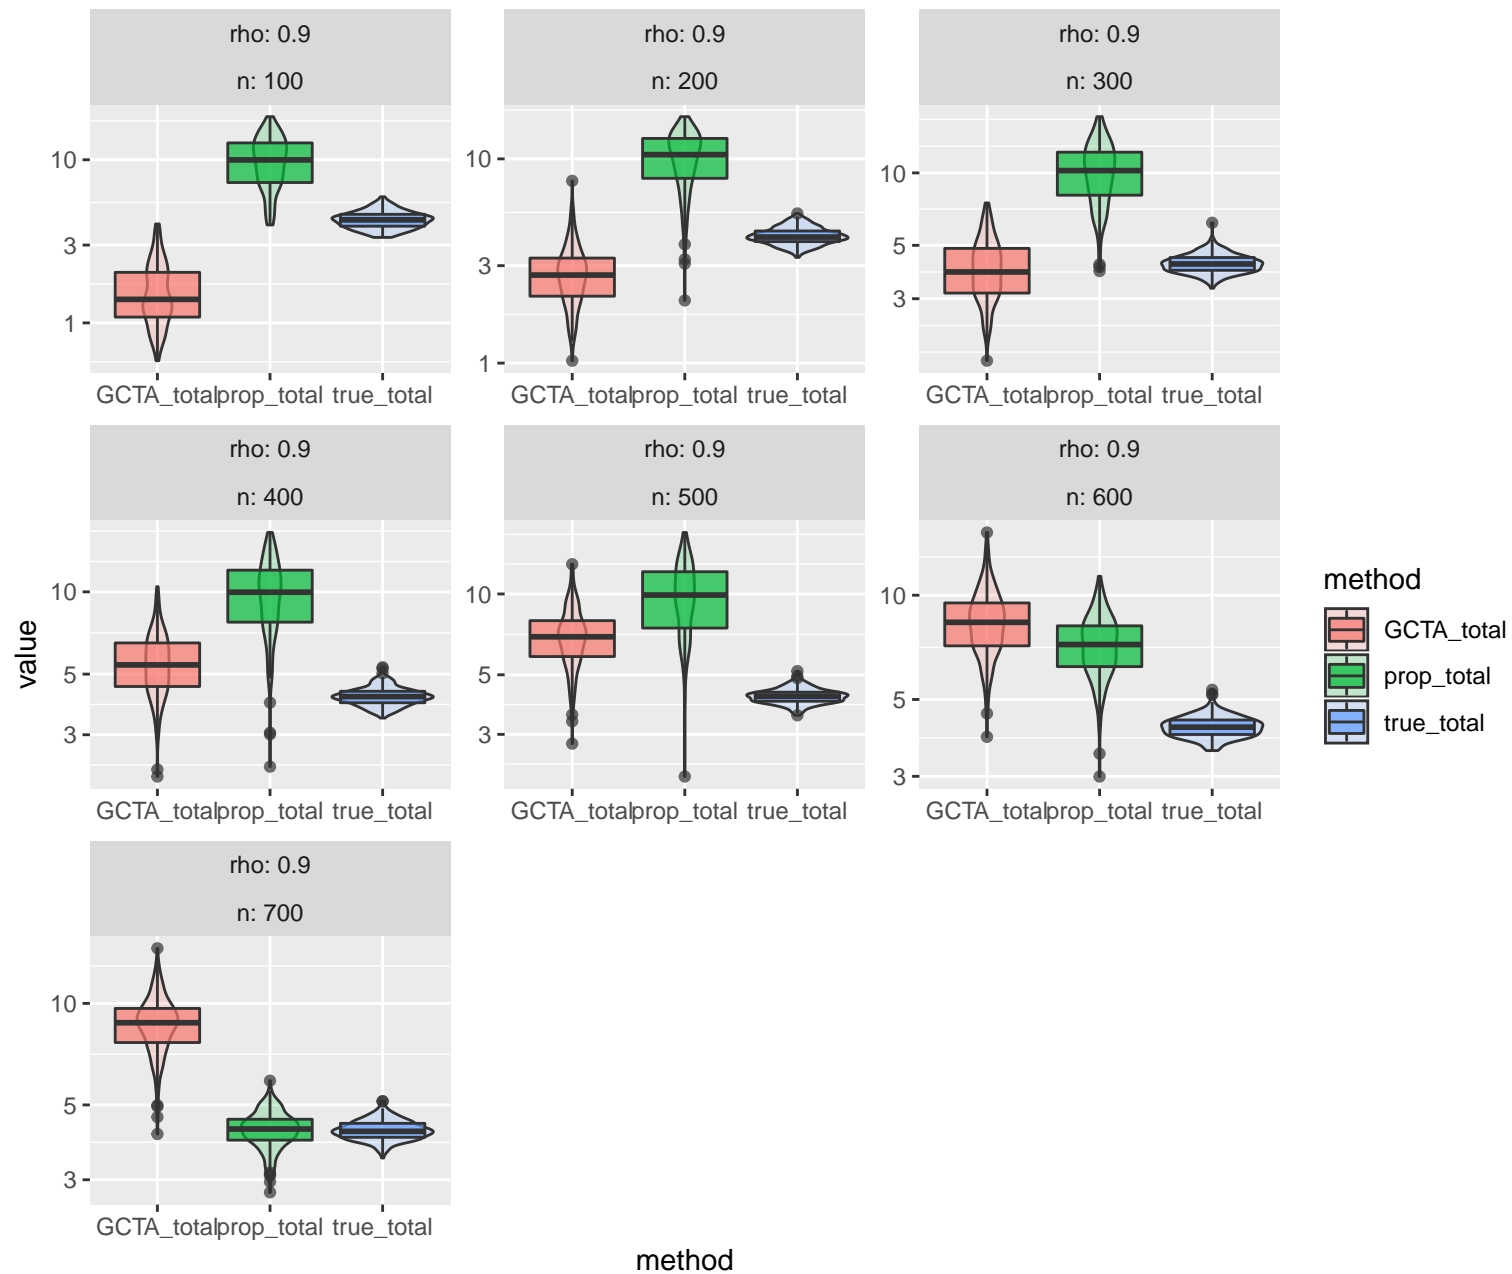 rho: 0.9
n: 100
rho: 0.9
n: 200
rho: 0.9
n: 300
10
3
1
10
3
1
10
5
3
GCTA_total prop_total true_total
GCTA_total prop_total true_total
GCTA_total prop_total true_total
rho: 0.9
n: 400
rho: 0.9
n: 500
rho: 0.9
n: 600
10
5
3
10
5
3
10
5
3
GCTA_total prop_total true_total
GCTA_total prop_total true_total
GCTA_total prop_total true_total
rho: 0.9
n: 700
10
5
3
GCTA_total prop_total true_total
value
method
method
GCTA_total
prop_total
true_total